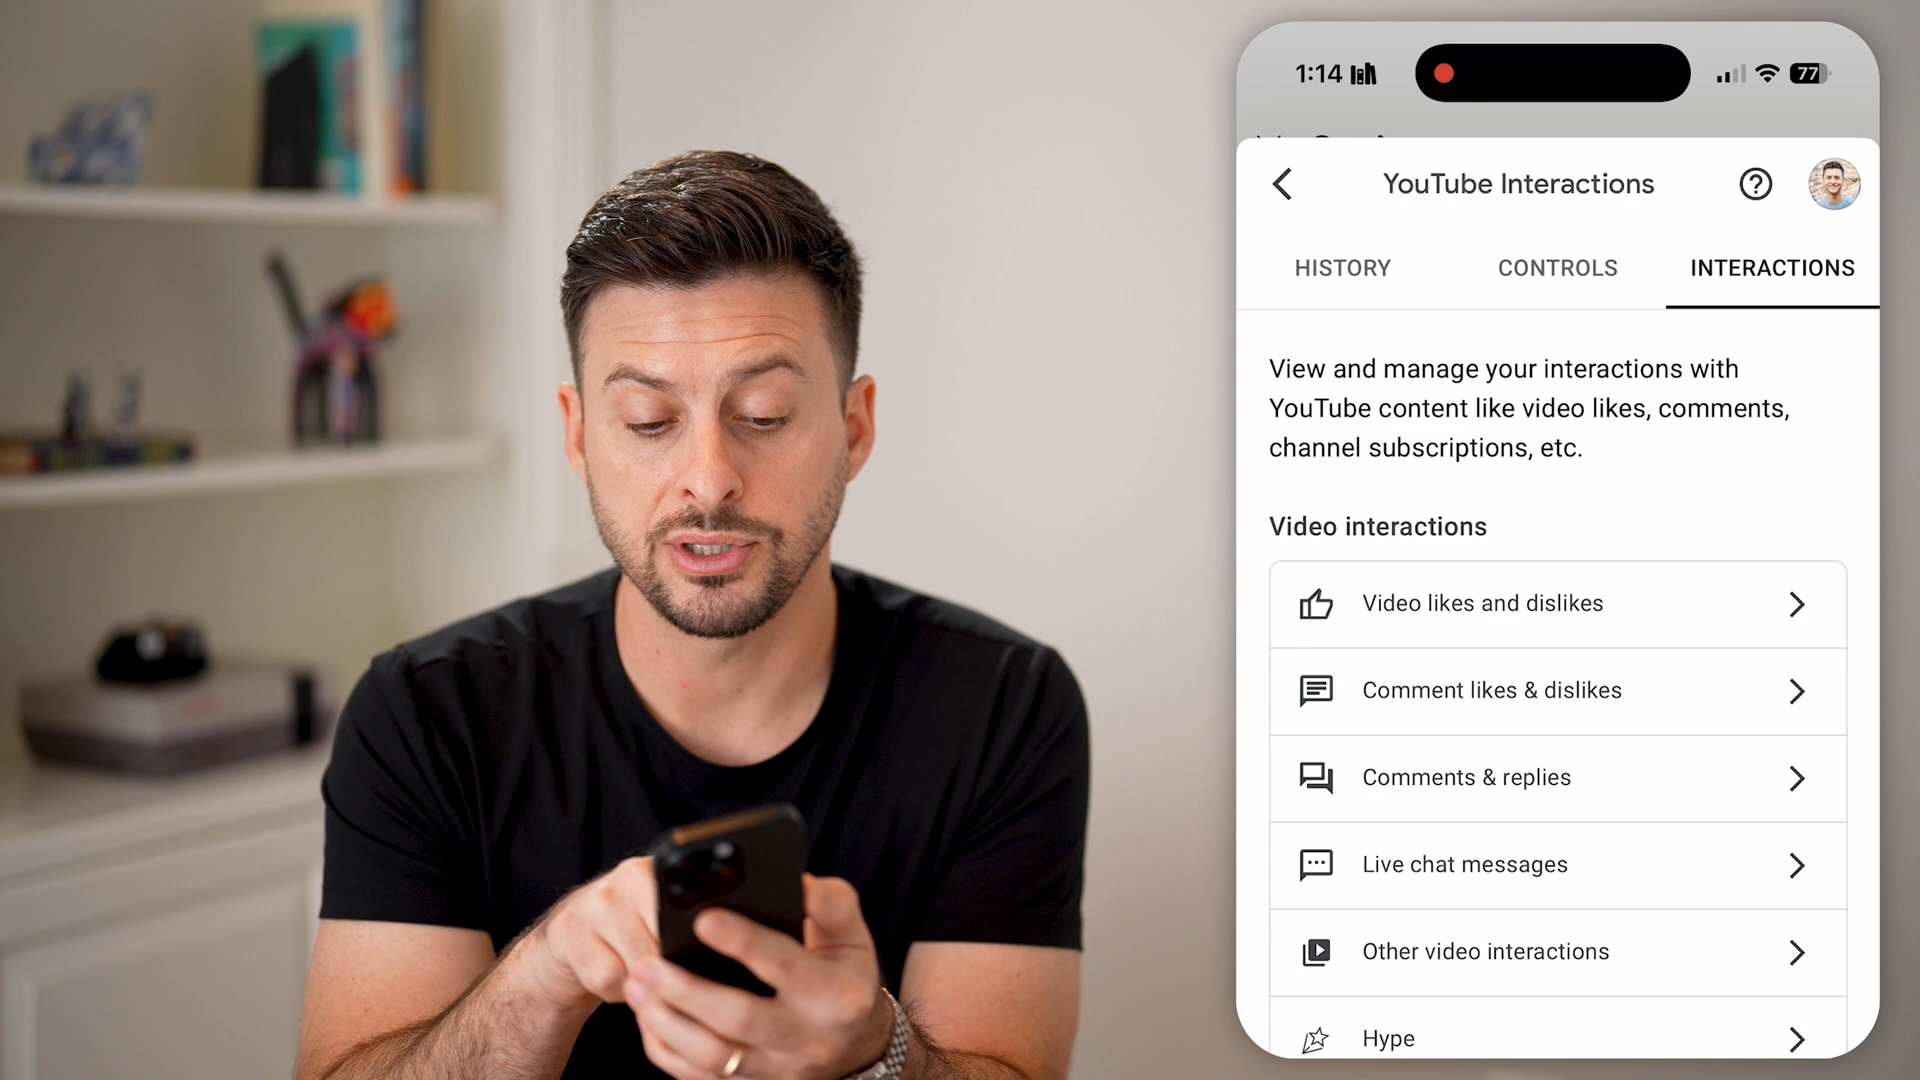 1:14
77
YouTube Interactions
HISTORY CONTROLS INTERACTIONS
View and manage your interactions with
YouTube content like video likes, comments,
channel subscriptions, etc.
Video interactions
Video likes and dislikes
Comment likes & dislikes
Comments & replies
Live chat messages
Other video interactions
Hype